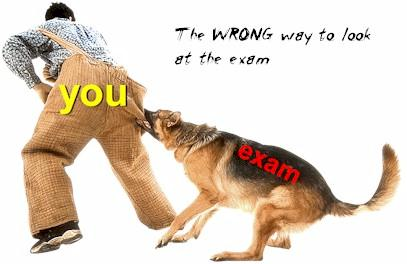 The WRONG way to look
at the exam
you
exam